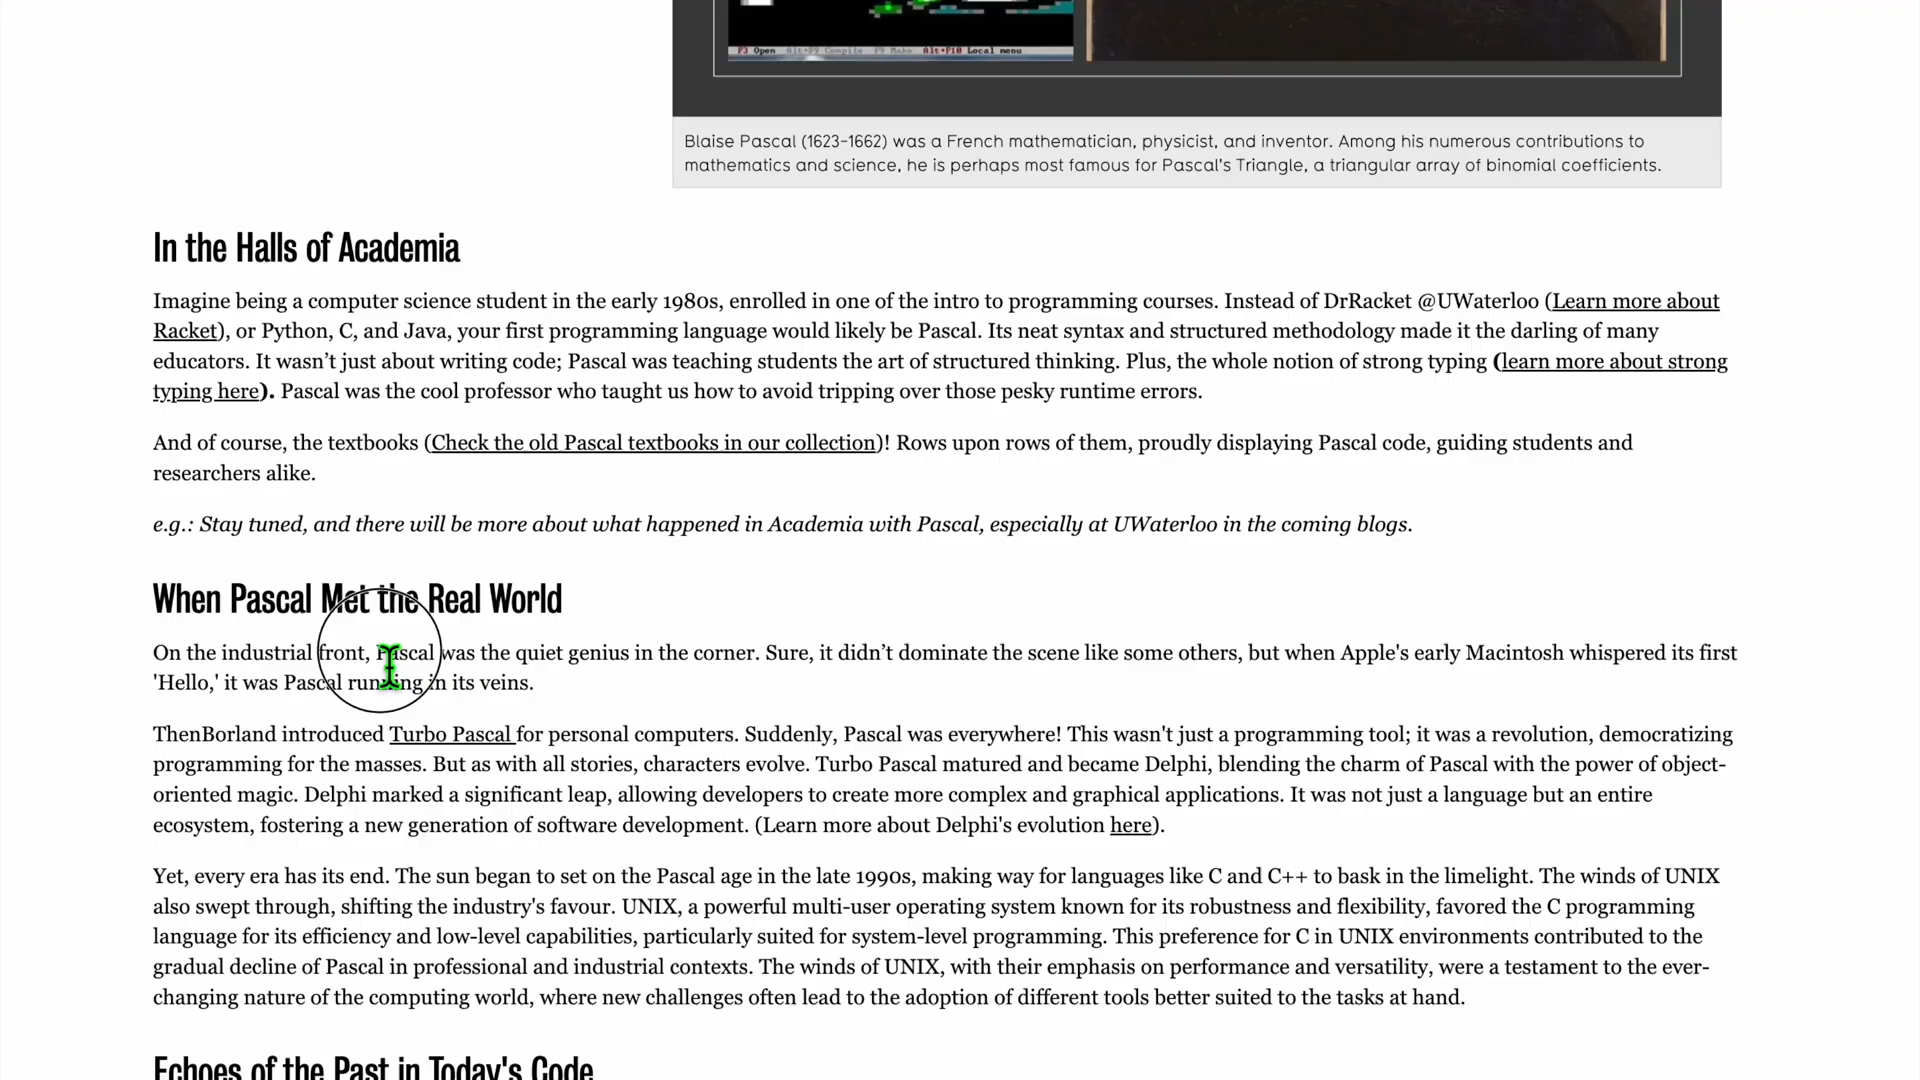 F3 Open Alt+F9 Compile F9 Make Alt+F10 Local menu
Blaise Pascal (1623-1662) was a French mathematician, physicist, and inventor. Among his numerous contributions to
mathematics and science, he is perhaps most famous for Pascal's Triangle, a triangular array of binomial coefficients.
In the Halls of Academia
Imagine being a computer science student in the early 1980s, enrolled in one of the intro to programming courses. Instead of DrRacket @UWaterloo (Learn more about
Racket), or Python, C, and Java, your first programming language would likely be Pascal. Its neat syntax and structured methodology made it the darling of many
educators. It wasn’t just about writing code; Pascal was teaching students the art of structured thinking. Plus, the whole notion of strong typing (learn more about strong
typing here). Pascal was the cool professor who taught us how to avoid tripping over those pesky runtime errors.
And of course, the textbooks (Check the old Pascal textbooks in our collection)! Rows upon rows of them, proudly displaying Pascal code, guiding students and
researchers alike.
e.g.: Stay tuned, and there will be more about what happened in Academia with Pascal, especially at UWaterloo in the coming blogs.
When Pascal Met the Real World
On the industrial front, Pascal was the quiet genius in the corner. Sure, it didn’t dominate the scene like some others, but when Apple's early Macintosh whispered its first
'Hello,' it was Pascal running in its veins.
ThenBorland introduced Turbo Pascal for personal computers. Suddenly, Pascal was everywhere! This wasn't just a programming tool; it was a revolution, democratizing
programming for the masses. But as with all stories, characters evolve. Turbo Pascal matured and became Delphi, blending the charm of Pascal with the power of object-
oriented magic. Delphi marked a significant leap, allowing developers to create more complex and graphical applications. It was not just a language but an entire
ecosystem, fostering a new generation of software development. (Learn more about Delphi's evolution here).
Yet, every era has its end. The sun began to set on the Pascal age in the late 1990s, making way for languages like C and C++ to bask in the limelight. The winds of UNIX
also swept through, shifting the industry's favour. UNIX, a powerful multi-user operating system known for its robustness and flexibility, favored the C programming
language for its efficiency and low-level capabilities, particularly suited for system-level programming. This preference for C in UNIX environments contributed to the
gradual decline of Pascal in professional and industrial contexts. The winds of UNIX, with their emphasis on performance and versatility, were a testament to the ever-
changing nature of the computing world, where new challenges often lead to the adoption of different tools better suited to the tasks at hand.
Echoes of the Past in Today's Code